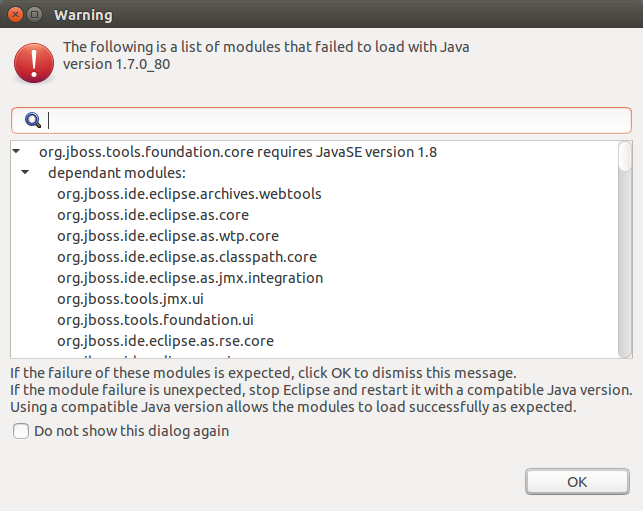 Warning
The following is a list of modules that failed to load with Java
version 1.7.0_80
org.jboss.tools.foundation.core requires JavaSE version 1.8
dependant modules:
org.jboss.ide.eclipse.archives.webtools
org.jboss.ide.eclipse.as.core
org.jboss.ide.eclipse.as.wtp.core
org.jboss.ide.eclipse.as.classpath.core
org.jboss.ide.eclipse.as.jmx.integration
org.jboss.tools.jmx.ui
org.jboss.tools.foundation.ui
org.jboss.ide.eclipse.as.rse.core
If the failure of these modules is expected, click OK to dismiss this message.
If the module failure is unexpected, stop Eclipse and restart it with a compatible Java version.
Using a compatible Java version allows the modules to load successfully as expected.
Do not show this dialog again
OK